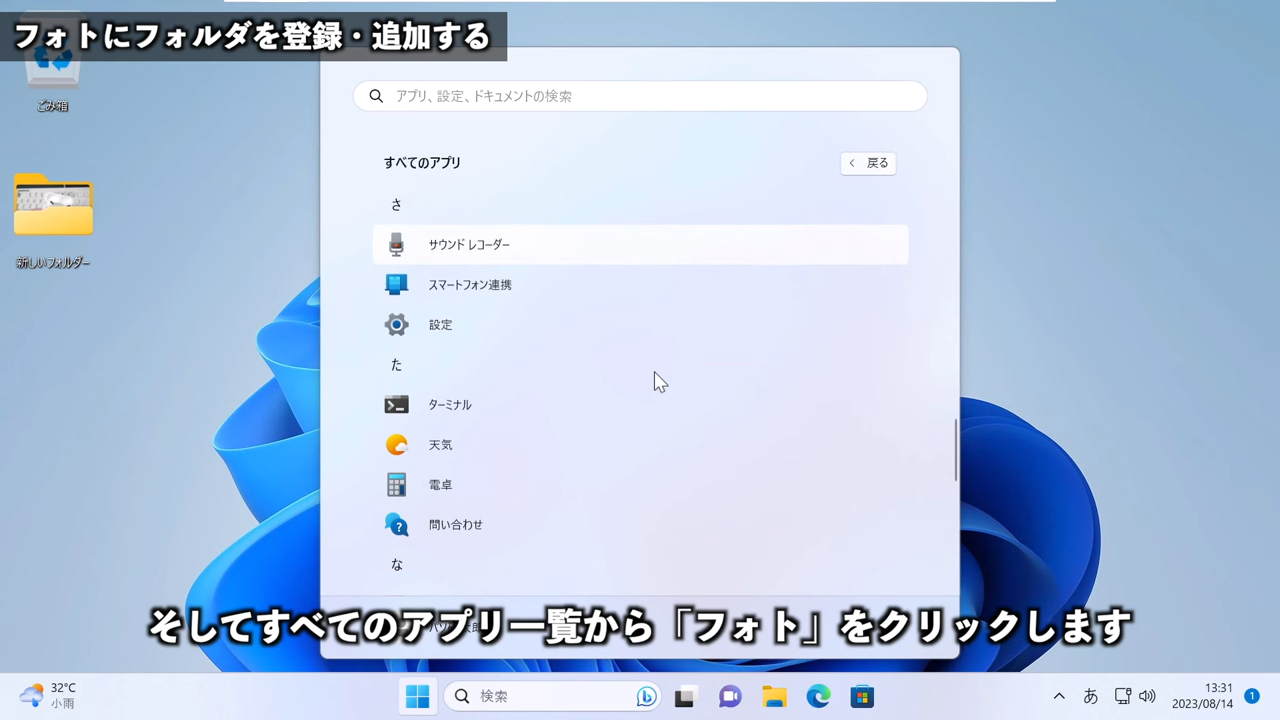 フォトにフォルダを登録・追加する
ごみ箱
新しいフォルダー
アプリ、設定、ドキュメントの検索
すべてのアプリ
戻る
さ
サウンド レコーダー
スマートフォン連携
設定
た
ターミナル
天気
電卓
問い合わせ
な
そしてすべてのアプリ一覧から「フォト」をクリックします
32°C
小雨
検索
あ
13:31
2023/08/14
1